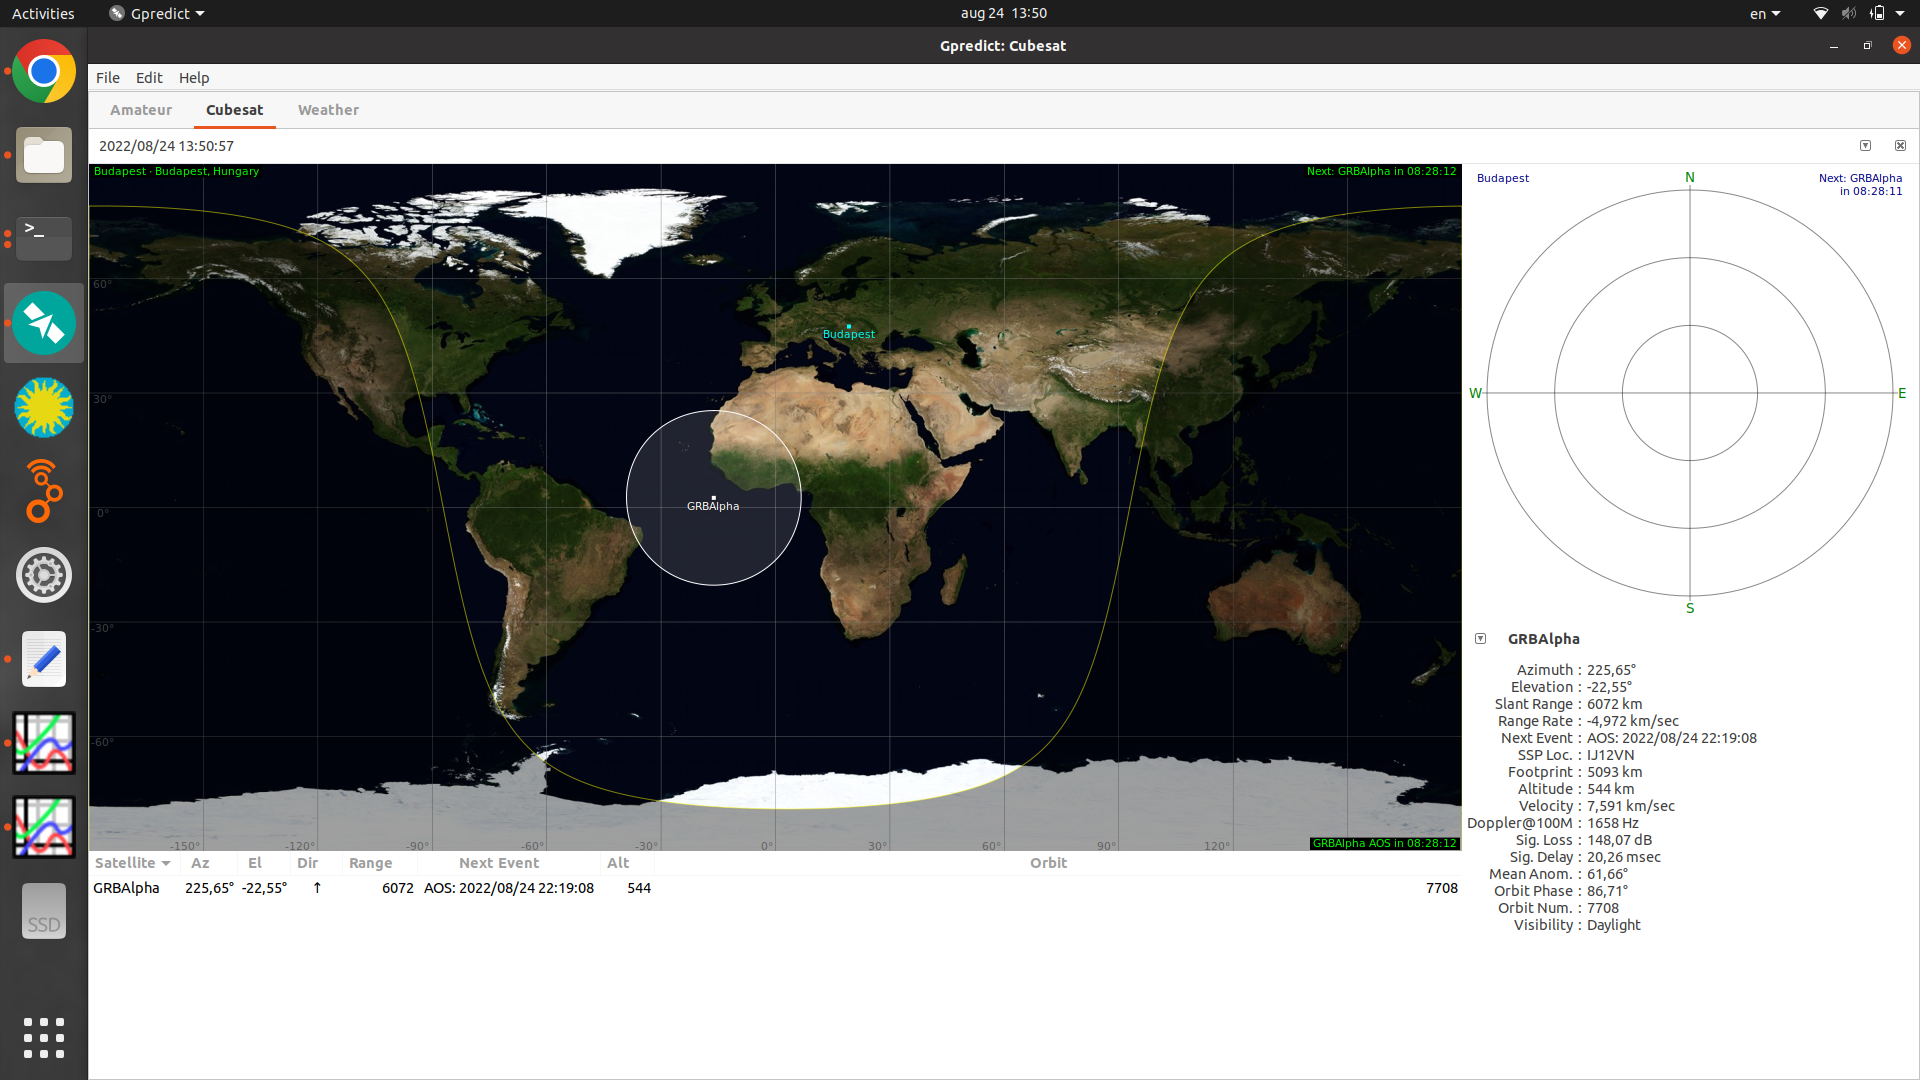 Activities Gpredict aug 24 13:50 en
Gpredict: Cubesat
File Edit Help
Amateur Cubesat Weather
2022/08/24 13:50:57
Budapest - Budapest, Hungary
Next: GRBAlpha in 08:28:12
60°
30°
0°
-30°
-60°
Budapest
GRBAlpha
-150° -120° -90° -60° -30° 0° 30° 60° 90° 120°
GRBAlpha AOS in 08:28:12
Budapest
Next: GRBAlpha
in 08:28:11
N
W E
S
Satellite Az El Dir Range Next Event Alt Orbit
GRBAlpha 225,65° -22,55° ↑ 6072 AOS: 2022/08/24 22:19:08 544 7708
GRBAlpha
Azimuth : 225,65°
Elevation : -22,55°
Slant Range : 6072 km
Range Rate : -4,972 km/sec
Next Event : AOS: 2022/08/24 22:19:08
SSP Loc. : IJ12VN
Footprint : 5093 km
Altitude : 544 km
Velocity : 7,591 km/sec
Doppler@100M : 1658 Hz
Sig. Loss : 148,07 dB
Sig. Delay : 20,26 msec
Mean Anom. : 61,66°
Orbit Phase : 86,71°
Orbit Num. : 7708
Visibility : Daylight
>_
SSD